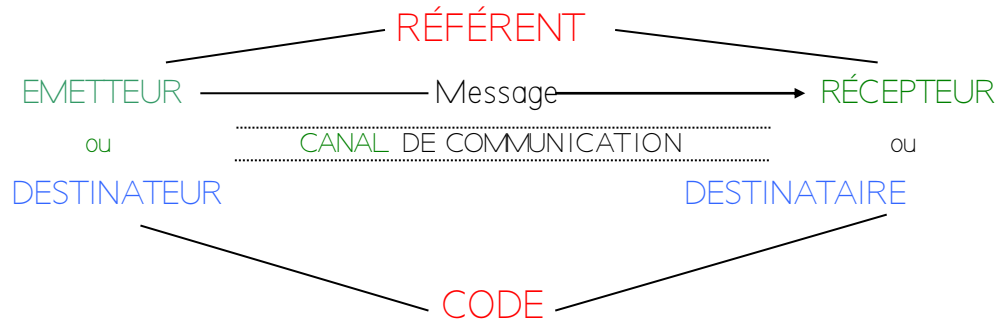 RÉFÉRENT
EMETTEUR Message RÉCEPTEUR
ou CANAL DE COMMUNICATION ou
DESTINATEUR DESTINATAIRE
CODE